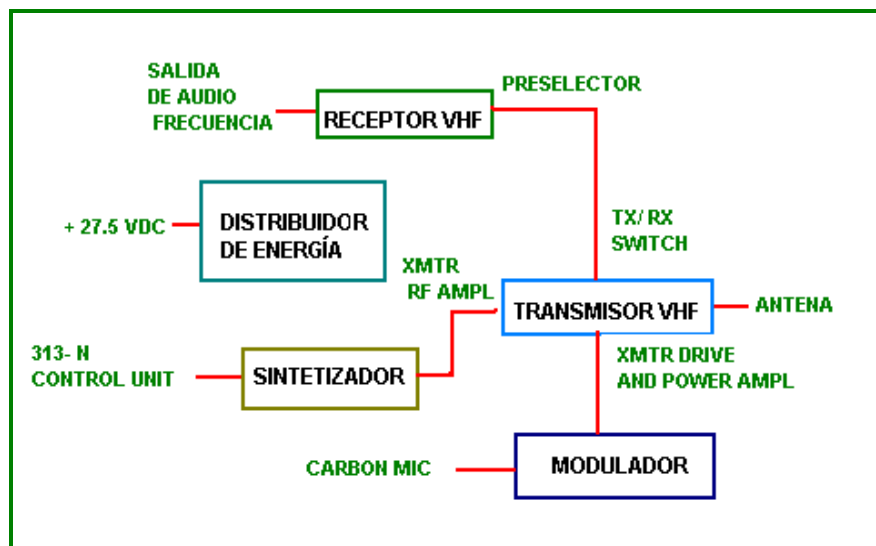 SALIDA
DE AUDIO
FRECUENCIA
RECEPTOR VHF
PRESELECTOR
+ 27.5 VDC
DISTRIBUIDOR
DE ENERGÍA
TX/ RX
SWITCH
XMTR
RF AMPL
TRANSMISOR VHF
ANTENA
313- N
CONTROL UNIT
SINTETIZADOR
XMTR DRIVE
AND POWER AMPL
CARBON MIC
MODULADOR